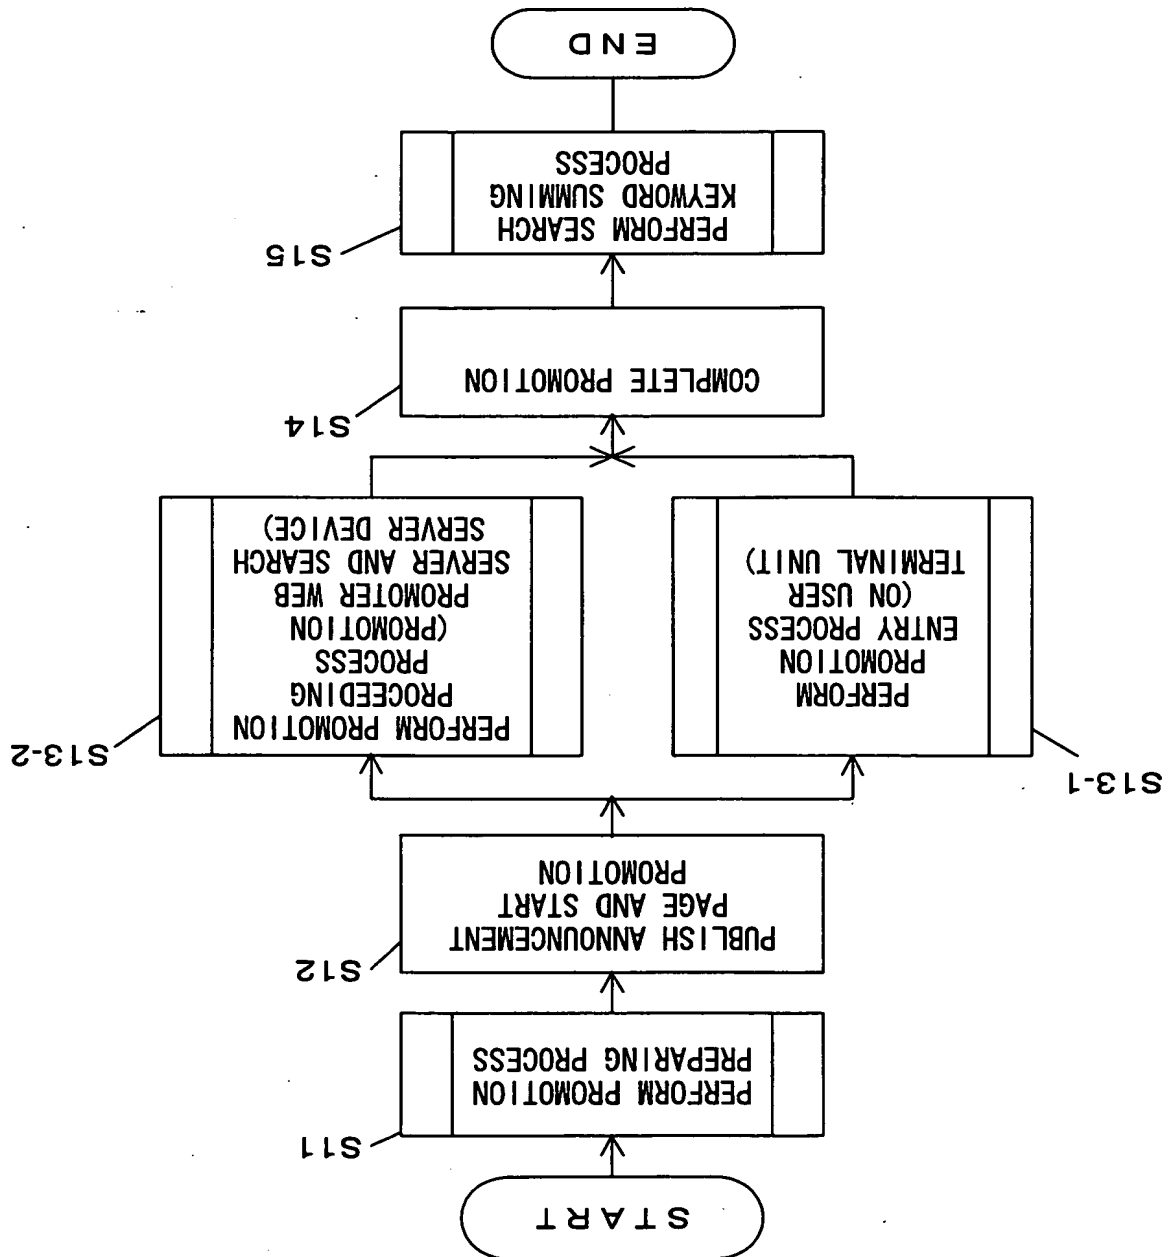 START
S11
PERFORM PROMOTION
PREPARING PROCESS
S12
PUBLISH ANNOUNCEMENT
PAGE AND START
PROMOTION
S13-1
PERFORM
PROMOTION
ENTRY PROCESS
(ON USER
TERMINAL UNIT)
S13-2
PERFORM PROMOTION
PROCEEDING
PROCESS
(PROMOTION
PROMOTER WEB
SERVER AND SEARCH
SERVER DEVICE)
S14
COMPLETE PROMOTION
S15
PERFORM SEARCH
KEYWORD SUMMING
PROCESS
END